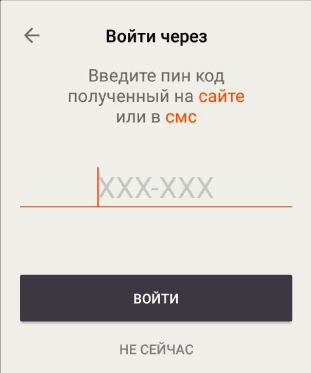 Войти через
Введите пин код
полученный на сайте
или в смс
XXX-XXX
ВОЙТИ
НЕ СЕЙЧАС